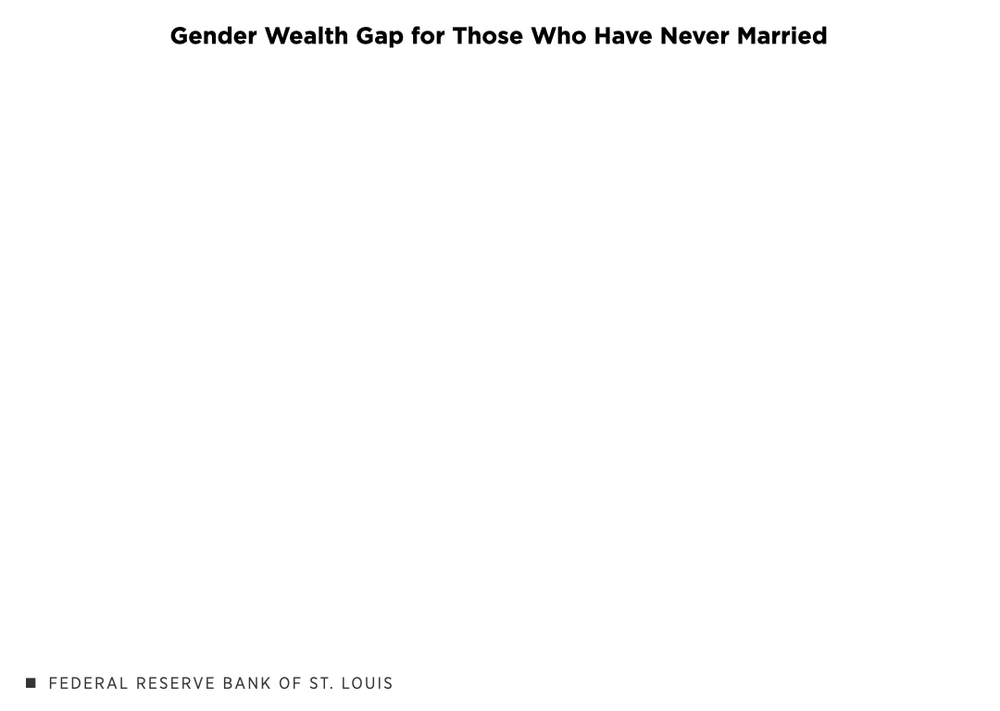 Gender Wealth Gap for Those Who Have Never Married
FEDERAL RESERVE BANK OF ST. LOUIS